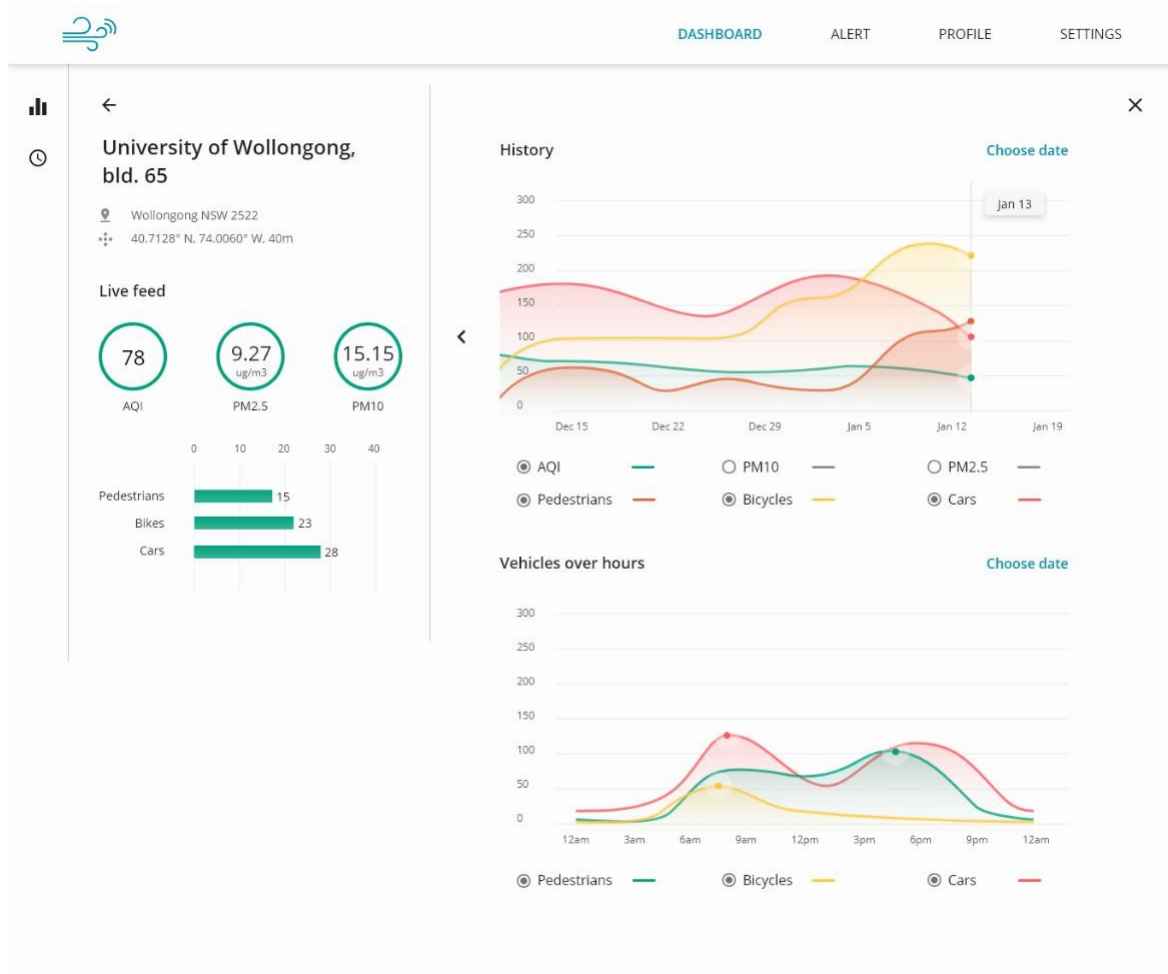 DASHBOARD ALERT PROFILE SETTINGS
University of Wollongong,
bld. 65
Wollongong NSW 2522
40.7128° N, 74.0060° W, 40m
Live feed
78
AQI
9.27
ug/m3
PM2.5
15.15
ug/m3
PM10
0 10 20 30 40
Pedestrians 15
Bikes 23
Cars 28
History Choose date
Jan 13
300
250
200
150
100
50
0
Dec 15 Dec 22 Dec 29 Jan 5 Jan 12 Jan 19
AQI PM10 PM2.5
Pedestrians Bicycles Cars
Vehicles over hours Choose date
300
250
200
150
100
50
0
12am 3am 6am 9am 12pm 3pm 6pm 9pm 12am
Pedestrians Bicycles Cars